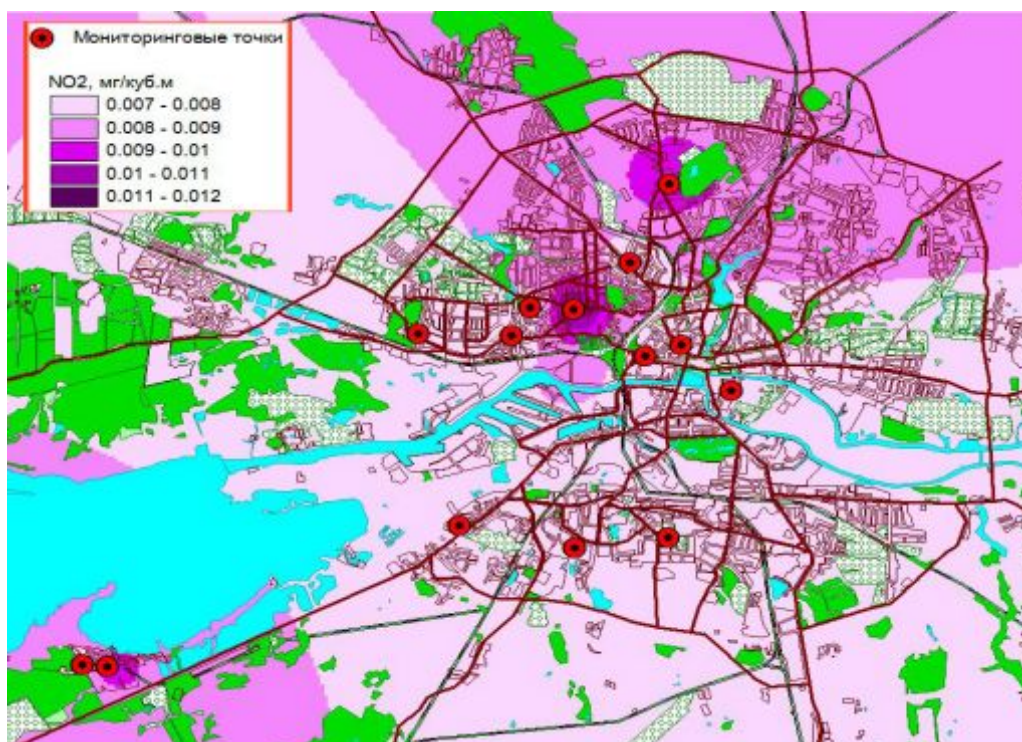 Мониторинговые точки
NO2, мг/куб.м
0.007 - 0.008
0.008 - 0.009
0.009 - 0.01
0.01 - 0.011
0.011 - 0.012